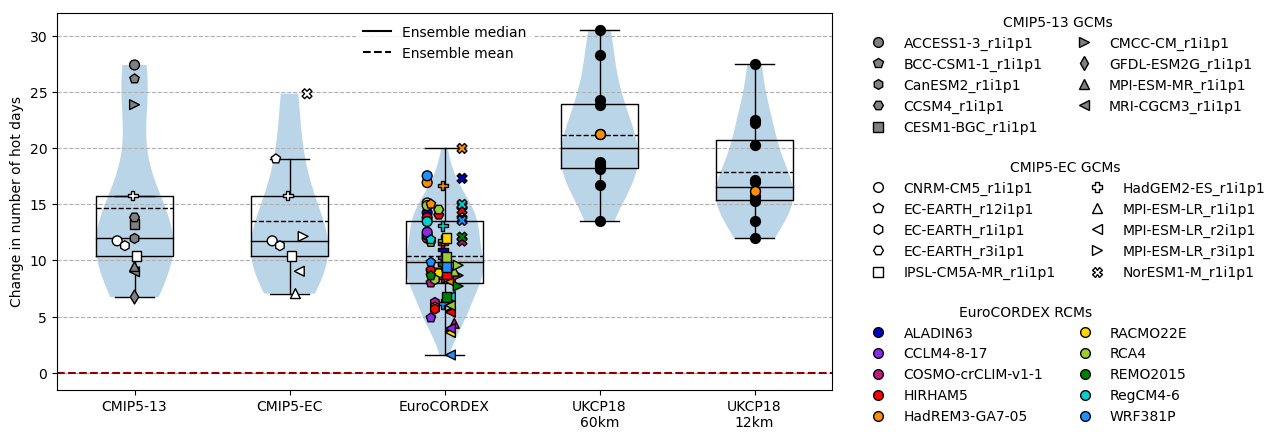 Change in number of hot days
30
25
20
15
10
5
0
Ensemble median
Ensemble mean
CMIP5-13
CMIP5-EC
EuroCORDEX
UKCP18
60km
UKCP18
12km
CMIP5-13 GCMs
ACCESS1-3_r1i1p1
BCC-CSM1-1_r1i1p1
CanESM2_r1i1p1
CCSM4_r1i1p1
CESM1-BGC_r1i1p1
CMCC-CM_r1i1p1
GFDL-ESM2G_r1i1p1
MPI-ESM-MR_r1i1p1
MRI-CGCM3_r1i1p1
CMIP5-EC GCMs
CNRM-CM5_r1i1p1
EC-EARTH_r12i1p1
EC-EARTH_r1i1p1
EC-EARTH_r3i1p1
IPSL-CM5A-MR_r1i1p1
HadGEM2-ES_r1i1p1
MPI-ESM-LR_r1i1p1
MPI-ESM-LR_r2i1p1
MPI-ESM-LR_r3i1p1
NorESM1-M_r1i1p1
EuroCORDEX RCMs
ALADIN63
CCLM4-8-17
COSMO-crCLIM-v1-1
HIRHAM5
HadREM3-GA7-05
RACMO22E
RCA4
REMO2015
RegCM4-6
WRF381P